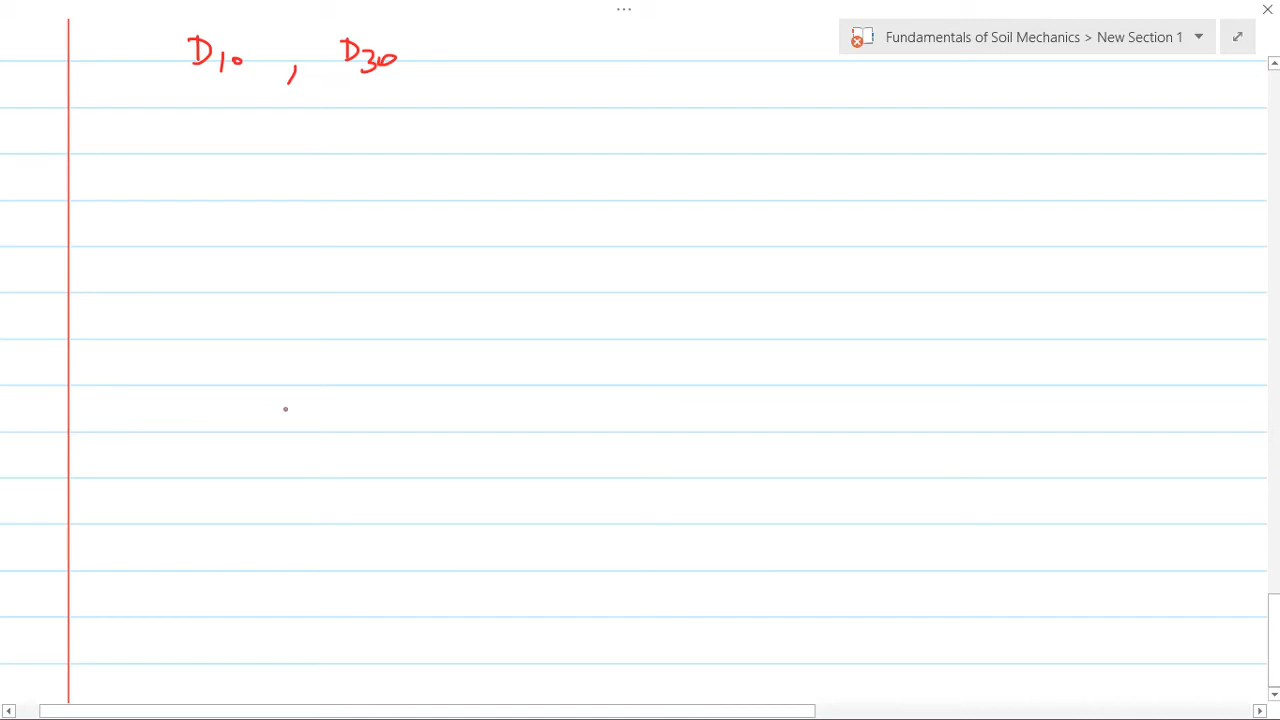 Fundamentals of Soil Mechanics > New Section 1
D10 , D30